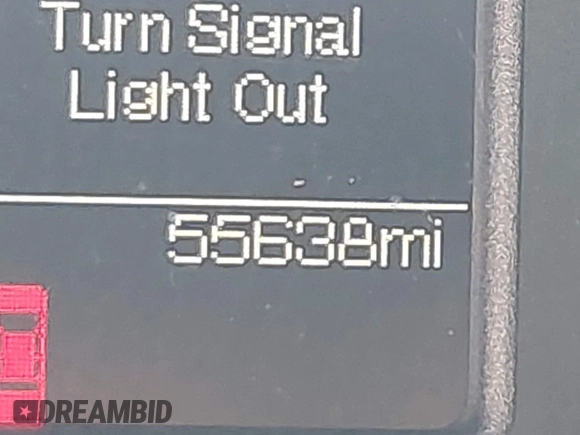 Turn Signal
Light Out
55638mi
DREAMBID